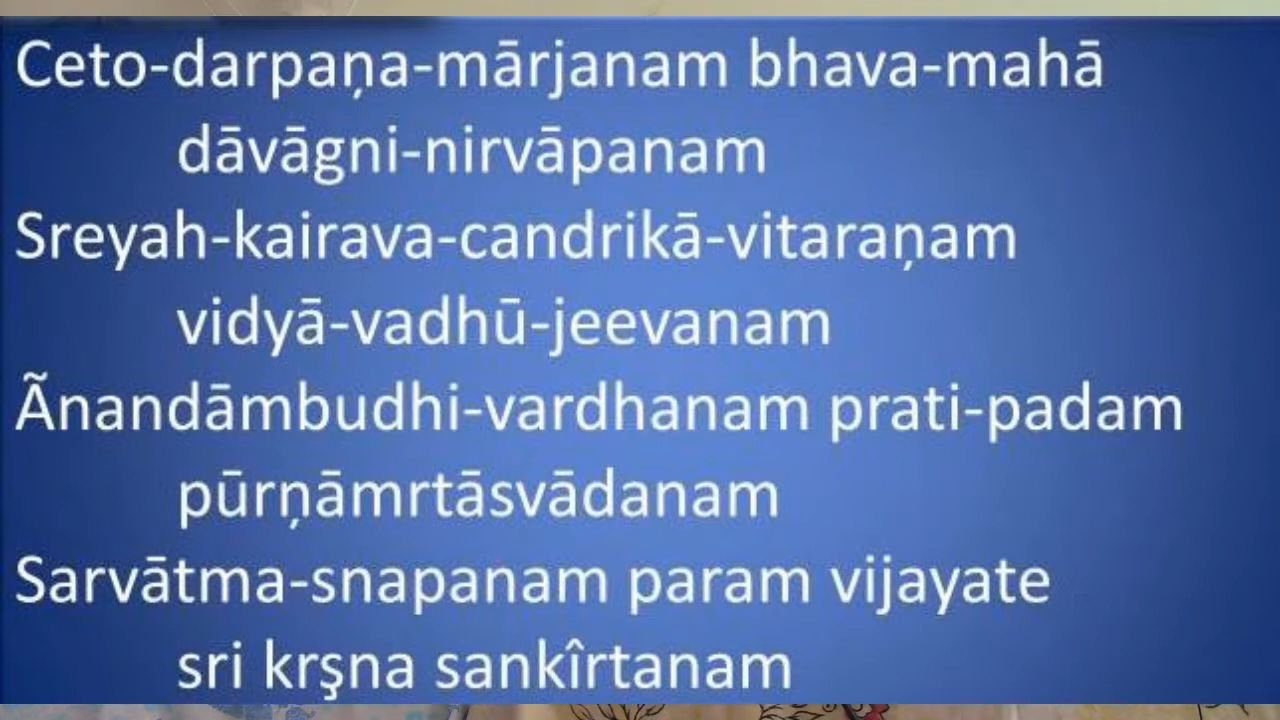 Ceto-darpaṇa-mārjanam bhava-mahā
dāvāgni-nirvāpanam
Sreyah-kairava-candrikā-vitaraṇam
vidyā-vadhū-jeevanam
Ãnandāmbudhi-vardhanam prati-padam
pūrṇāmrtāsvādanam
Sarvātma-snapanam param vijayate
sri krşna sankîrtanam